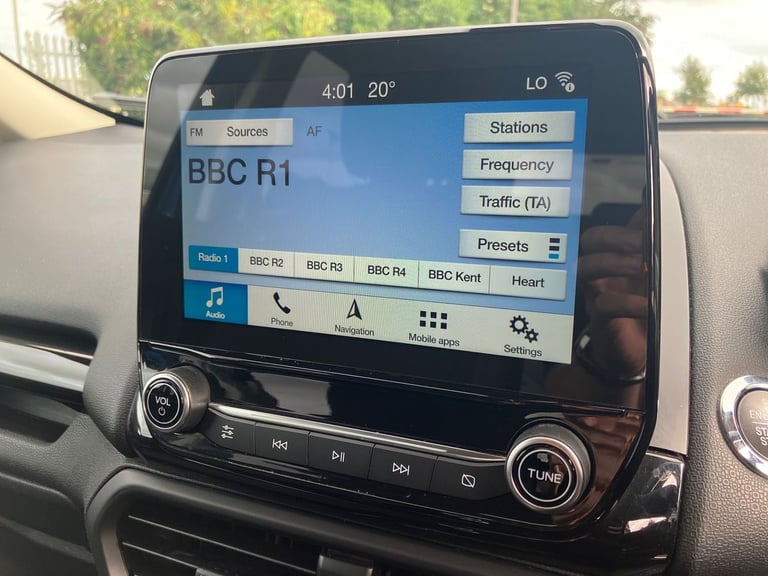 4:01 20° LO
FM Sources AF
BBC R1
Stations
Frequency
Traffic (TA)
Presets
Radio 1 BBC R2 BBC R3 BBC R4 BBC Kent Heart
Audio Phone Navigation Mobile apps Settings
VOL
TUNE